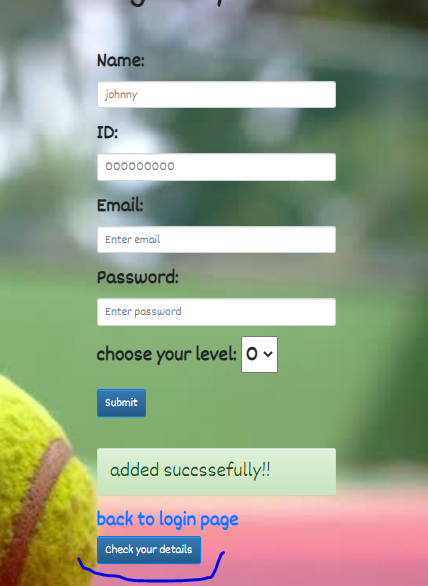 Name:
johnny
ID:
000000000
Email:
Enter email
Password:
Enter password
choose your level: 0
Submit
added succssefully!!
back to login page
Check your details